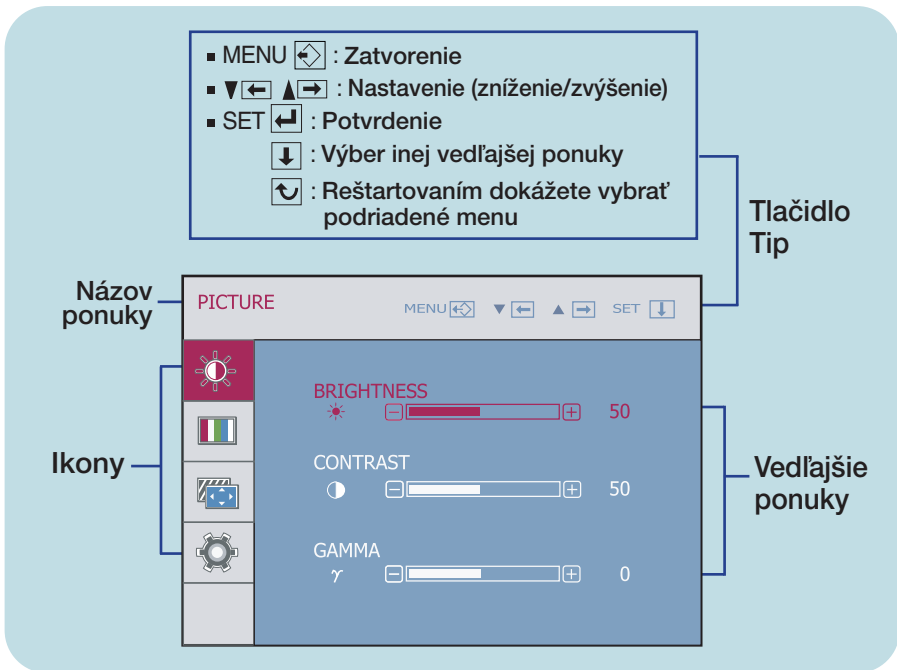 MENU : Zatvorenie
▼ ▲ : Nastavenie (zníženie/zvýšenie)
SET : Potvrdenie
: Výber inej vedľajšej ponuky
: Reštartovaním dokážete vybrať
podriadené menu
Tlačidlo
Tip
Názov
ponuky
PICTURE
MENU ▼ ▲ SET
BRIGHTNESS
50
Ikony
CONTRAST
50
Vedľajšie
ponuky
GAMMA
γ 0